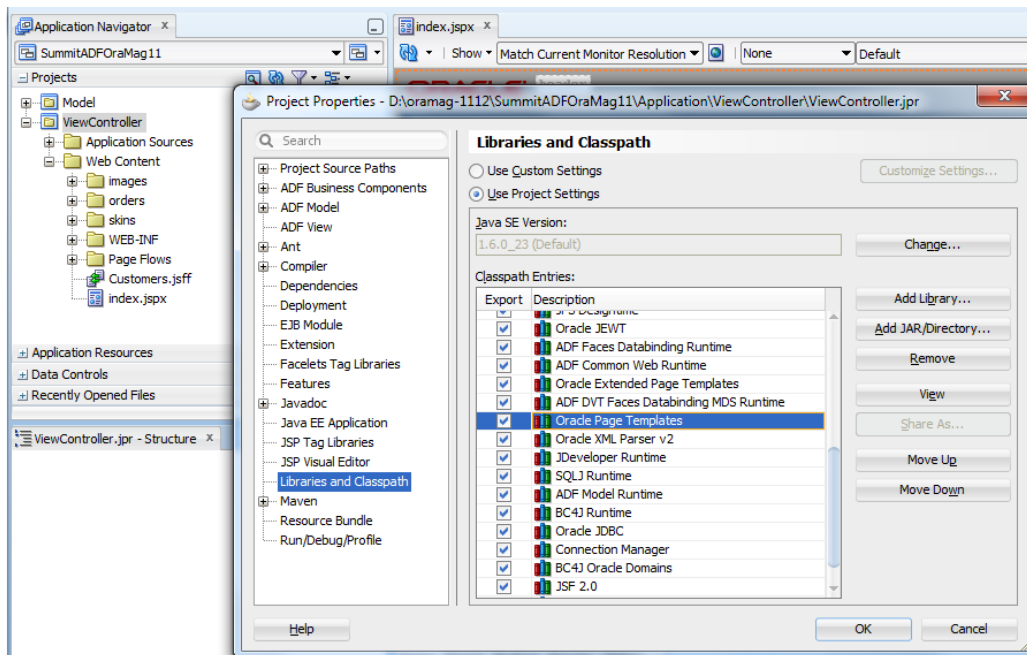 Application Navigator
SummitADFOraMag11
Projects
Model
ViewController
Application Sources
Web Content
images
orders
skins
WEB-INF
Page Flows
Customers.jsff
index.jspx
Application Resources
Data Controls
Recently Opened Files
ViewController.jpr - Structure
index.jspx
Show
Match Current Monitor Resolution
None
Default
Project Properties - D:\oramag-1112\SummitADFOraMag11\Application\ViewController\ViewController.jpr
Search
Project Source Paths
ADF Business Components
ADF Model
ADF View
Ant
Compiler
Dependencies
Deployment
EJB Module
Extension
Facelets Tag Libraries
Features
Javadoc
Java EE Application
JSP Tag Libraries
JSP Visual Editor
Libraries and Classpath
Maven
Resource Bundle
Run/Debug/Profile
Libraries and Classpath
Use Custom Settings
Customize Settings...
Use Project Settings
Java SE Version:
1.6.0_23 (Default)
Change...
Classpath Entries:
Export Description
Oracle JEWT
ADF Faces Databinding Runtime
ADF Common Web Runtime
Oracle Extended Page Templates
ADF DVT Faces Databinding MDS Runtime
Oracle Page Templates
Oracle XML Parser v2
JDeveloper Runtime
SQLJ Runtime
ADF Model Runtime
BC4J Runtime
Oracle JDBC
Connection Manager
BC4J Oracle Domains
JSF 2.0
Add Library...
Add JAR/Directory...
Remove
View
Share As...
Move Up
Move Down
Help
OK
Cancel